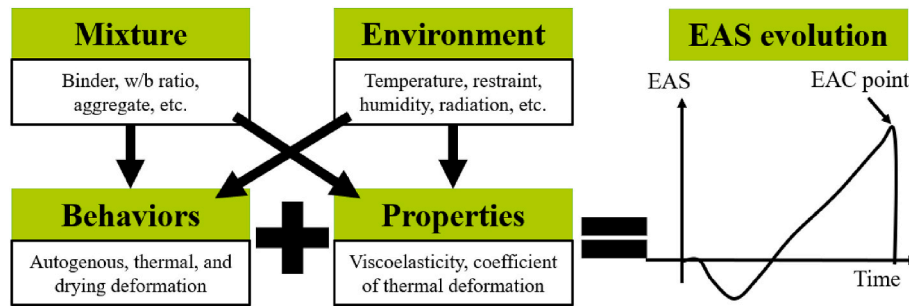 Mixture
Binder, w/b ratio,
aggregate, etc.
Environment
Temperature, restraint,
humidity, radiation, etc.
Behaviors
Autogenous, thermal, and
drying deformation
Properties
Viscoelasticity, coefficient
of thermal deformation
EAS evolution
EAS
EAC point
Time